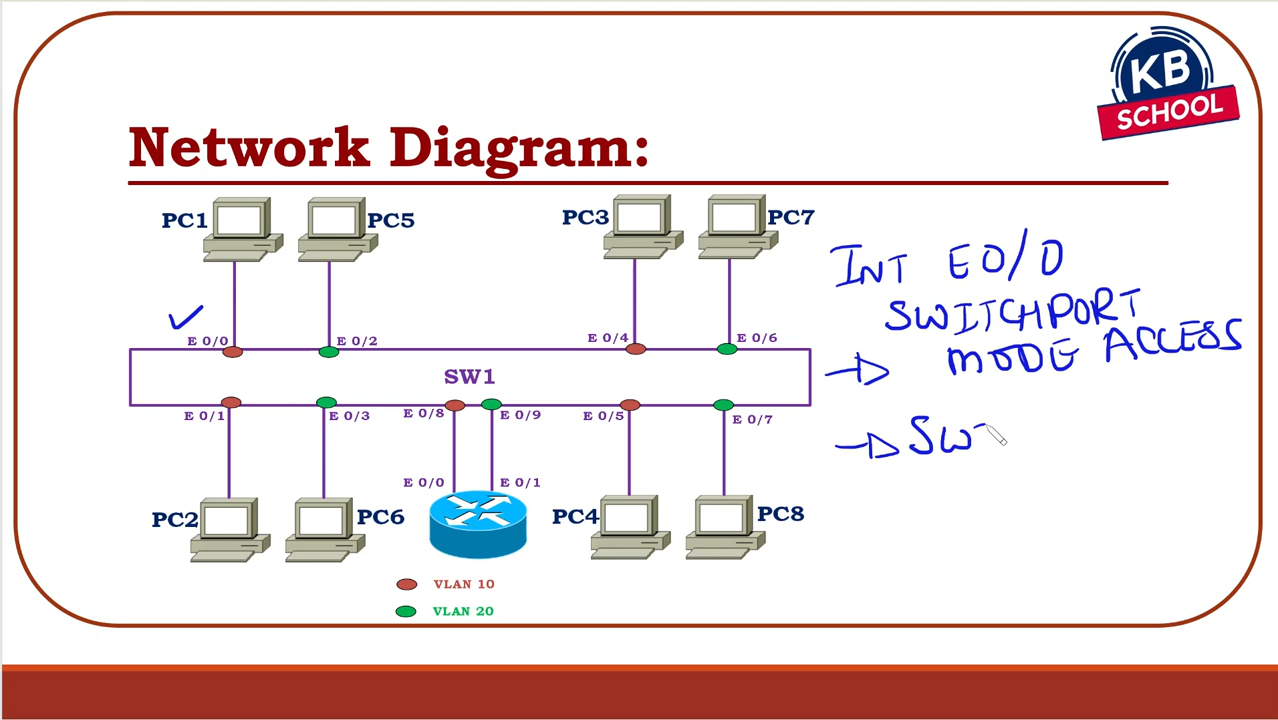 KB
SCHOOL
Network Diagram:
PC1
PC5
PC3
PC7
INT E0/0
SWITCHPORT
MODE ACCESS
E 0/0
E 0/2
E 0/4
E 0/6
SW1
E 0/1
E 0/3
E 0/8
E 0/9
E 0/5
E 0/7
SW
E 0/0
E 0/1
PC2
PC6
PC4
PC8
VLAN 10
VLAN 20